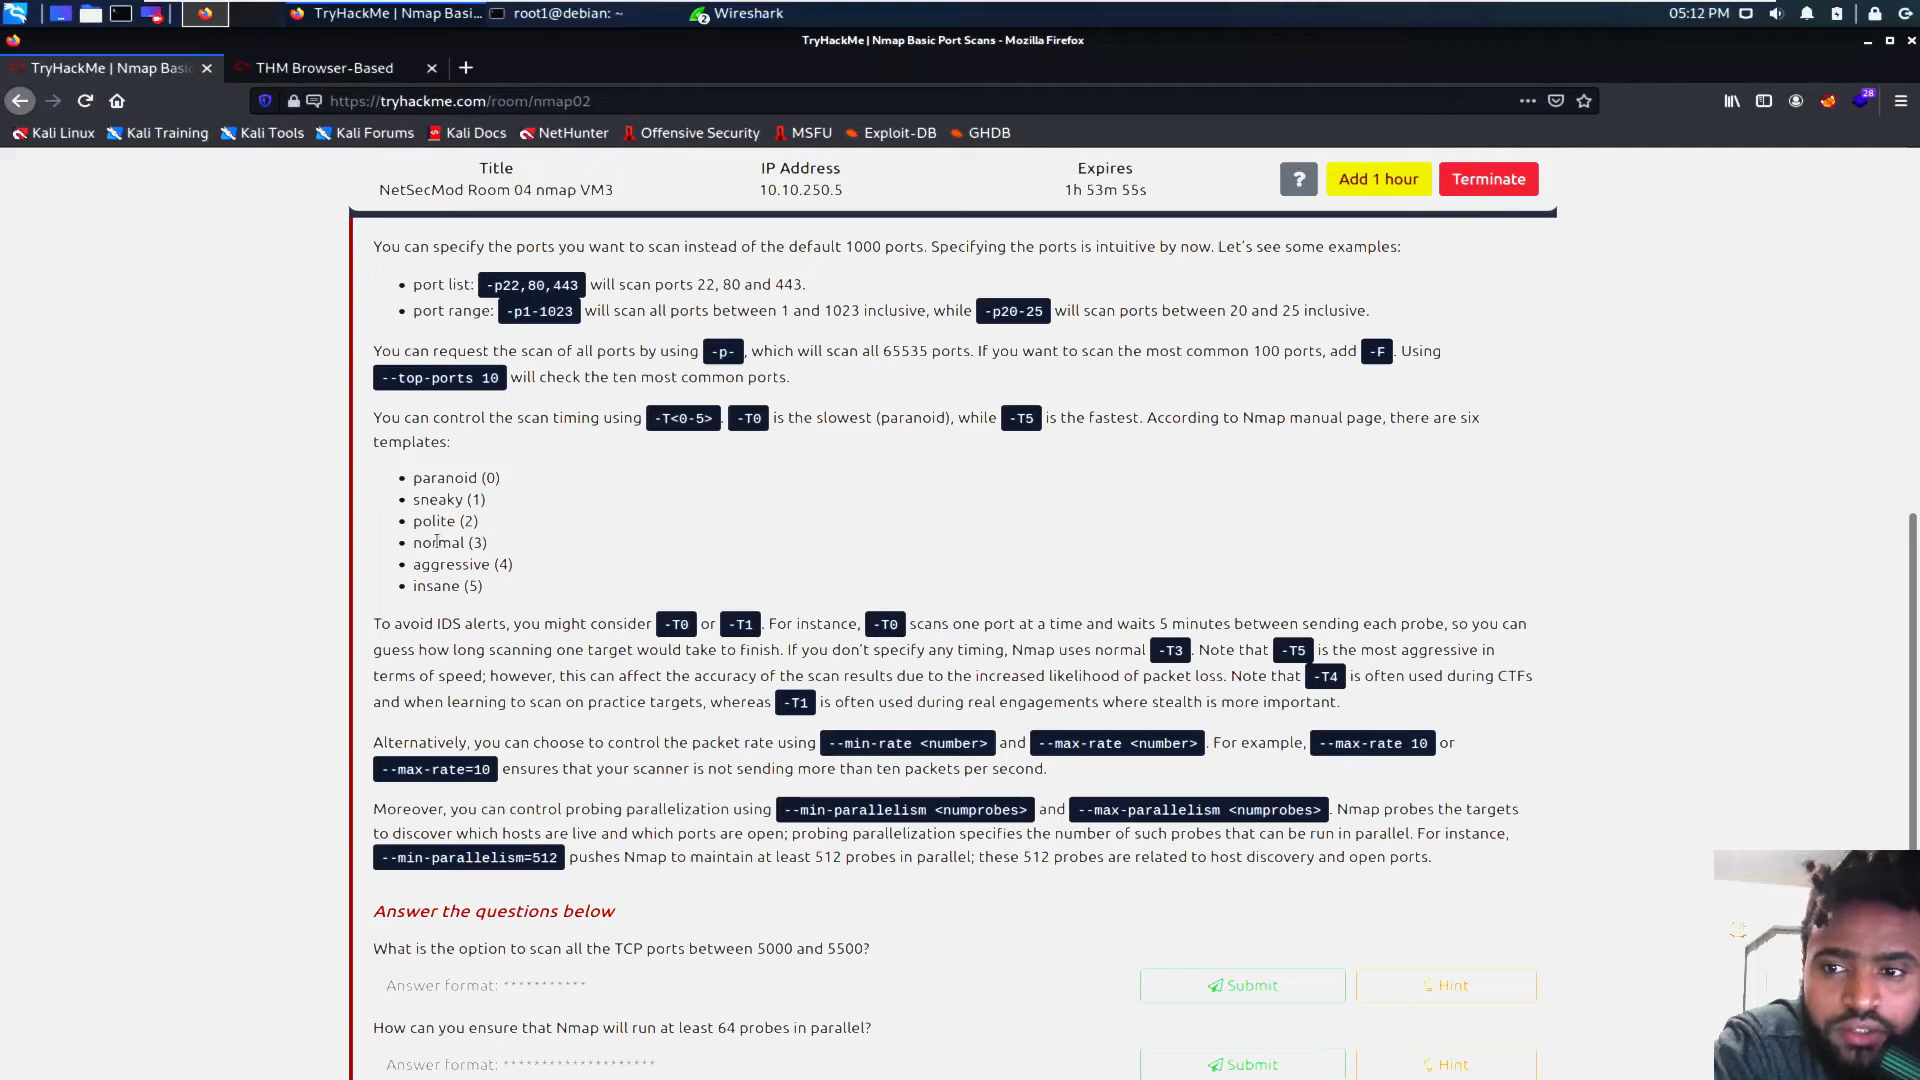 TryHackMe | Nmap Basi... root1@debian: ~ 2 Wireshark 05:12 PM
TryHackMe | Nmap Basic Port Scans - Mozilla Firefox
TryHackMe | Nmap Basic THM Browser-Based
https://tryhackme.com/room/nmap02 28
Kali Linux Kali Training Kali Tools Kali Forums Kali Docs NetHunter Offensive Security MSFU Exploit-DB GHDB
Title IP Address Expires
NetSecMod Room 04 nmap VM3 10.10.250.5 1h 53m 55s ? Add 1 hour Terminate
You can specify the ports you want to scan instead of the default 1000 ports. Specifying the ports is intuitive by now. Let's see some examples:
• port list: -p22,80,443 will scan ports 22, 80 and 443.
• port range: -p1-1023 will scan all ports between 1 and 1023 inclusive, while -p20-25 will scan ports between 20 and 25 inclusive.
You can request the scan of all ports by using -p-, which will scan all 65535 ports. If you want to scan the most common 100 ports, add -F. Using
--top-ports 10 will check the ten most common ports.
You can control the scan timing using -T<0-5>. -T0 is the slowest (paranoid), while -T5 is the fastest. According to Nmap manual page, there are six
templates:
• paranoid (0)
• sneaky (1)
• polite (2)
• normal (3)
• aggressive (4)
• insane (5)
To avoid IDS alerts, you might consider -T0 or -T1. For instance, -T0 scans one port at a time and waits 5 minutes between sending each probe, so you can
guess how long scanning one target would take to finish. If you don't specify any timing, Nmap uses normal -T3. Note that -T5 is the most aggressive in
terms of speed; however, this can affect the accuracy of the scan results due to the increased likelihood of packet loss. Note that -T4 is often used during CTFs
and when learning to scan on practice targets, whereas -T1 is often used during real engagements where stealth is more important.
Alternatively, you can choose to control the packet rate using --min-rate <number> and --max-rate <number>. For example, --max-rate 10 or
--max-rate=10 ensures that your scanner is not sending more than ten packets per second.
Moreover, you can control probing parallelization using --min-parallelism <numprobes> and --max-parallelism <numprobes>. Nmap probes the targets
to discover which hosts are live and which ports are open; probing parallelization specifies the number of such probes that can be run in parallel. For instance,
--min-parallelism=512 pushes Nmap to maintain at least 512 probes in parallel; these 512 probes are related to host discovery and open ports.
Answer the questions below
What is the option to scan all the TCP ports between 5000 and 5500?
Answer format: *********** Submit Hint
How can you ensure that Nmap will run at least 64 probes in parallel?
Answer format: ******************** Submit Hint